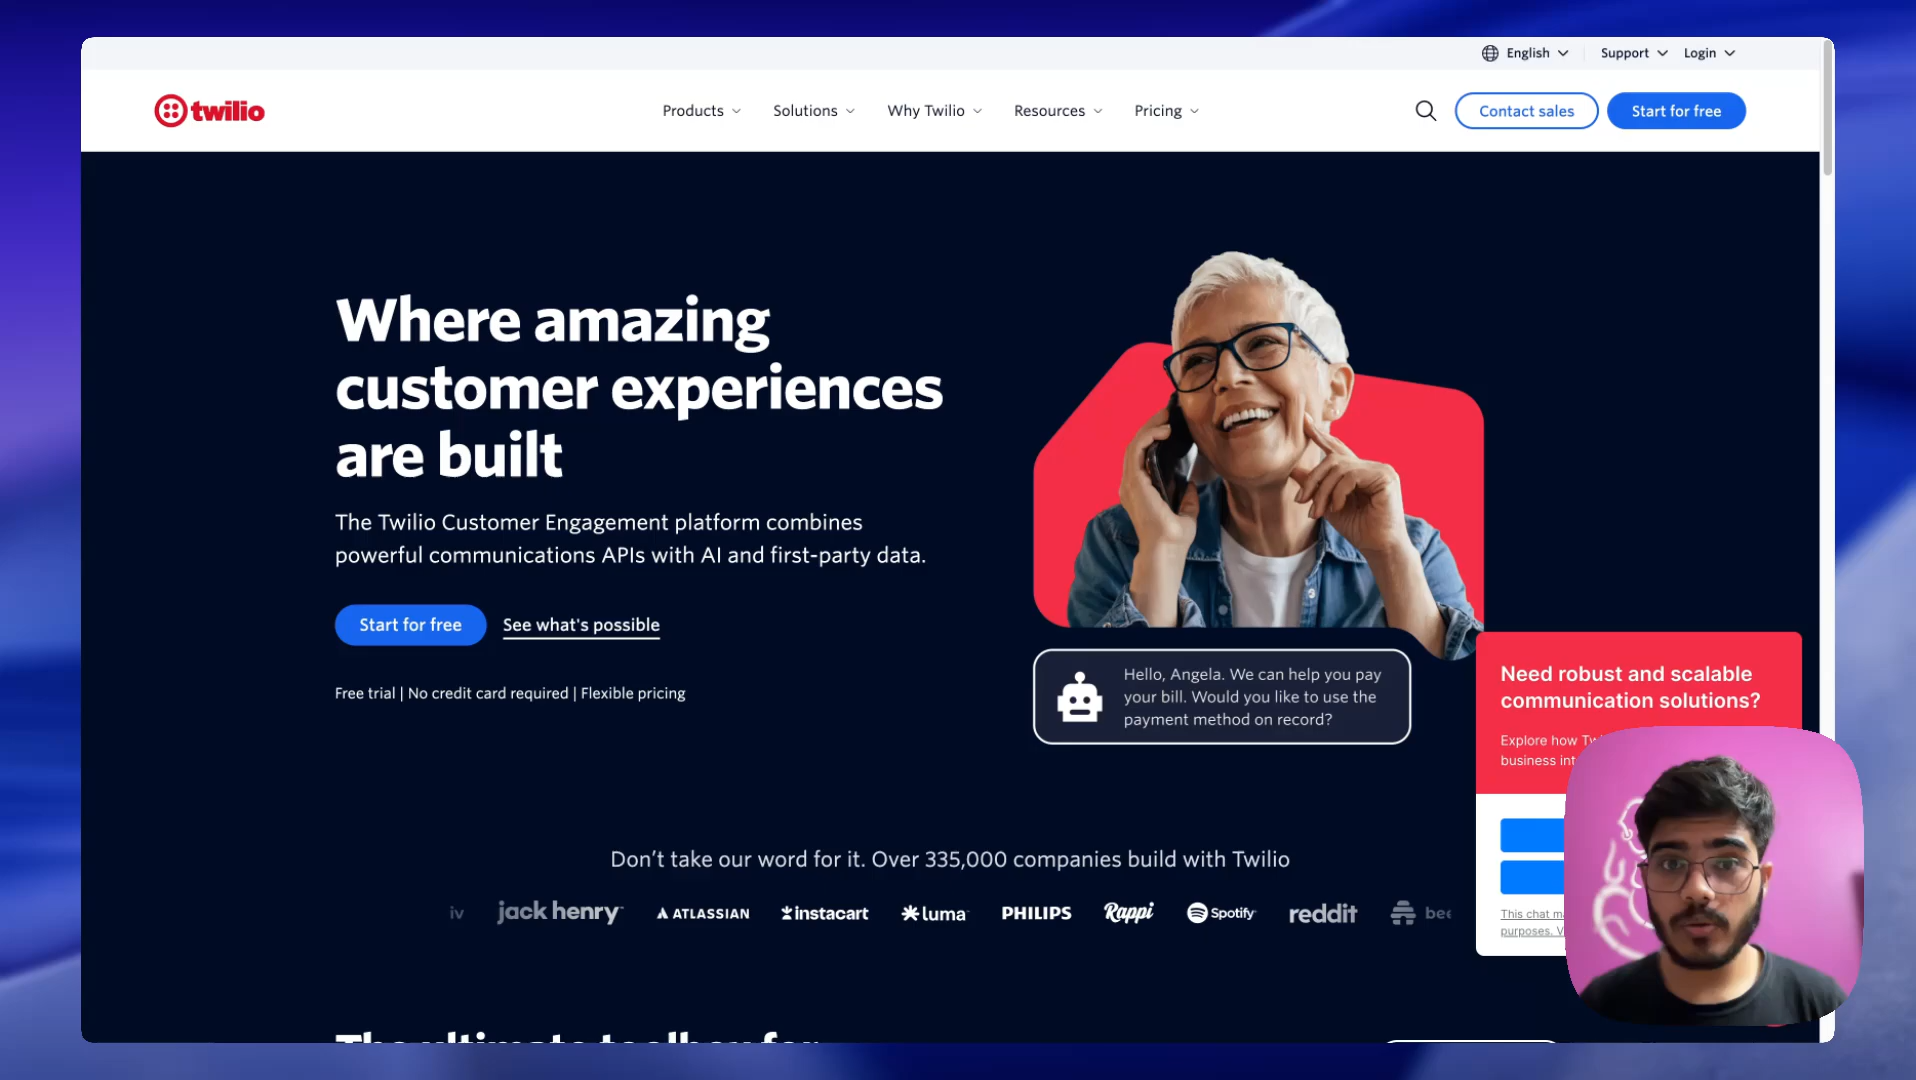 English
Support
Login
twilio
Products
Solutions
Why Twilio
Resources
Pricing
Contact sales
Start for free
Where amazing
customer experiences
are built
The Twilio Customer Engagement platform combines
powerful communications APIs with AI and first-party data.
Start for free
See what's possible
Free trial | No credit card required | Flexible pricing
Hello, Angela. We can help you pay
your bill. Would you like to use the
payment method on record?
Need robust and scalable
communication solutions?
Explore how
business
This chat
purposes.
Don't take our word for it. Over 335,000 companies build with Twilio
jack henry
ATLASSIAN
instacart
luma
PHILIPS
Rappi
Spotify
reddit
The ultimate toolbox for